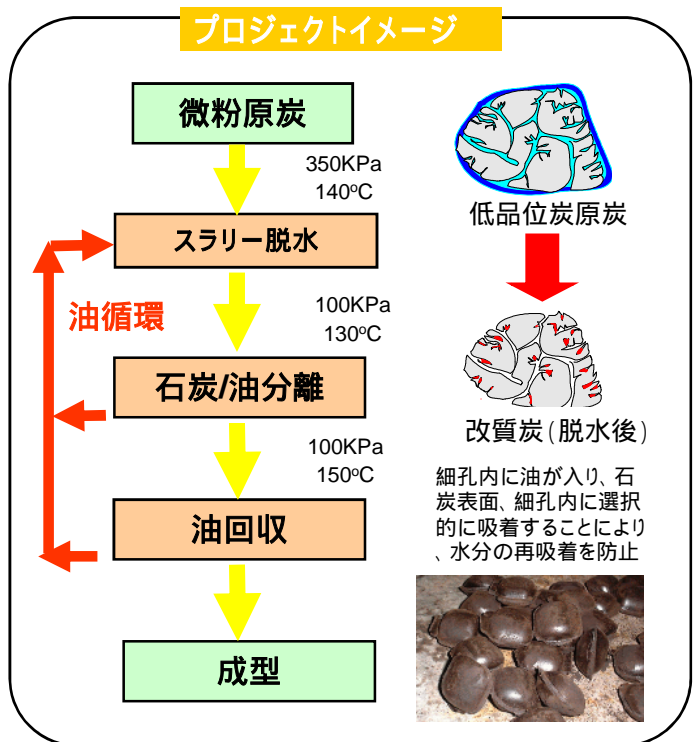 プロジェクトイメージ
微粉原炭
350KPa
140ºC
スラリー脱水
油循環
100KPa
130ºC
石炭/油分離
100KPa
150ºC
油回収
成型
低品位炭原炭
改質炭(脱水後)
細孔内に油が入り、石
炭表面、細孔内に選択
的に吸着することにより
、水分の再吸着を防止